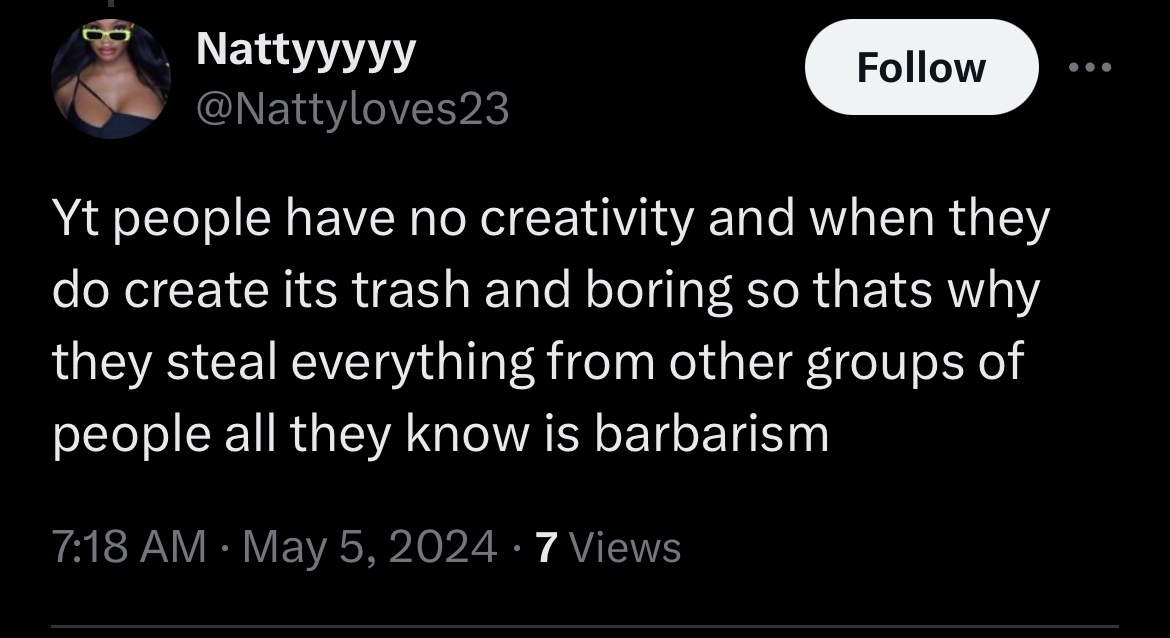 Nattyyyyy
@Nattyloves23
Follow
Yt people have no creativity and when they
do create its trash and boring so thats why
they steal everything from other groups of
people all they know is barbarism
7:18 AM · May 5, 2024 · 7 Views